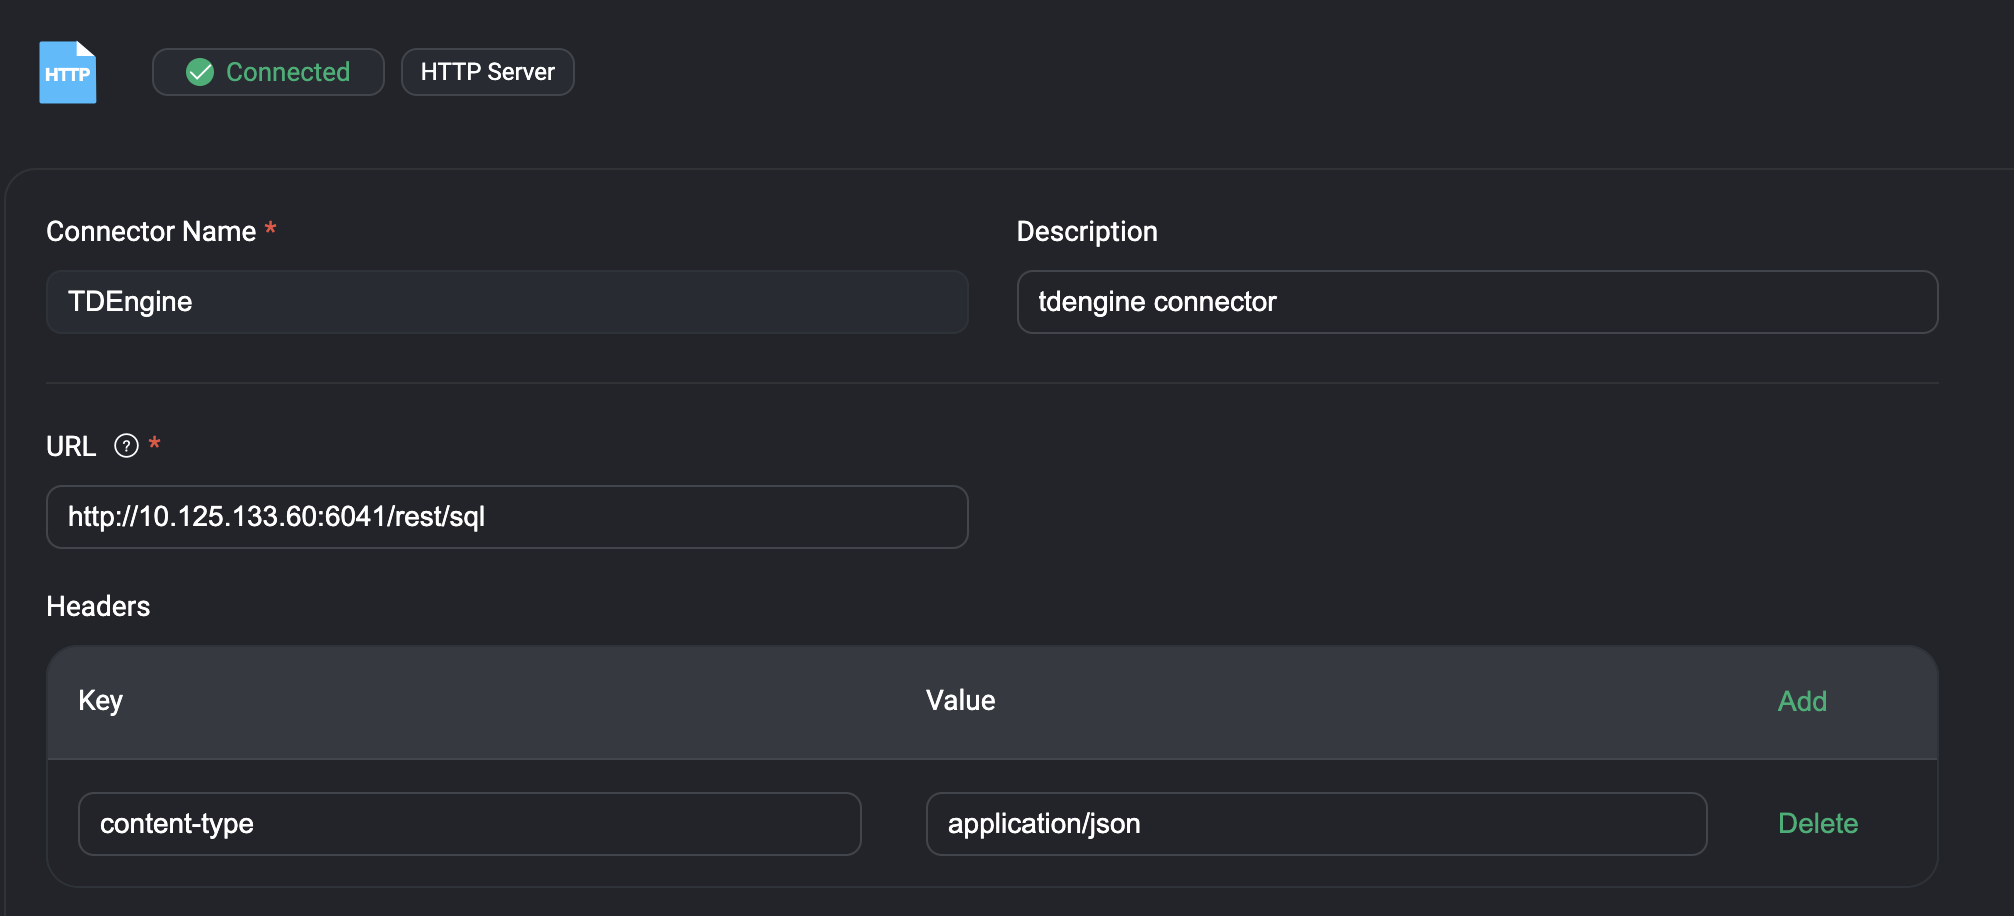 HTTP
Connected
HTTP Server
Connector Name *
Description
TDEngine
tdengine connector
URL ? *
http://10.125.133.60:6041/rest/sql
Headers
Key
Value
Add
content-type
application/json
Delete